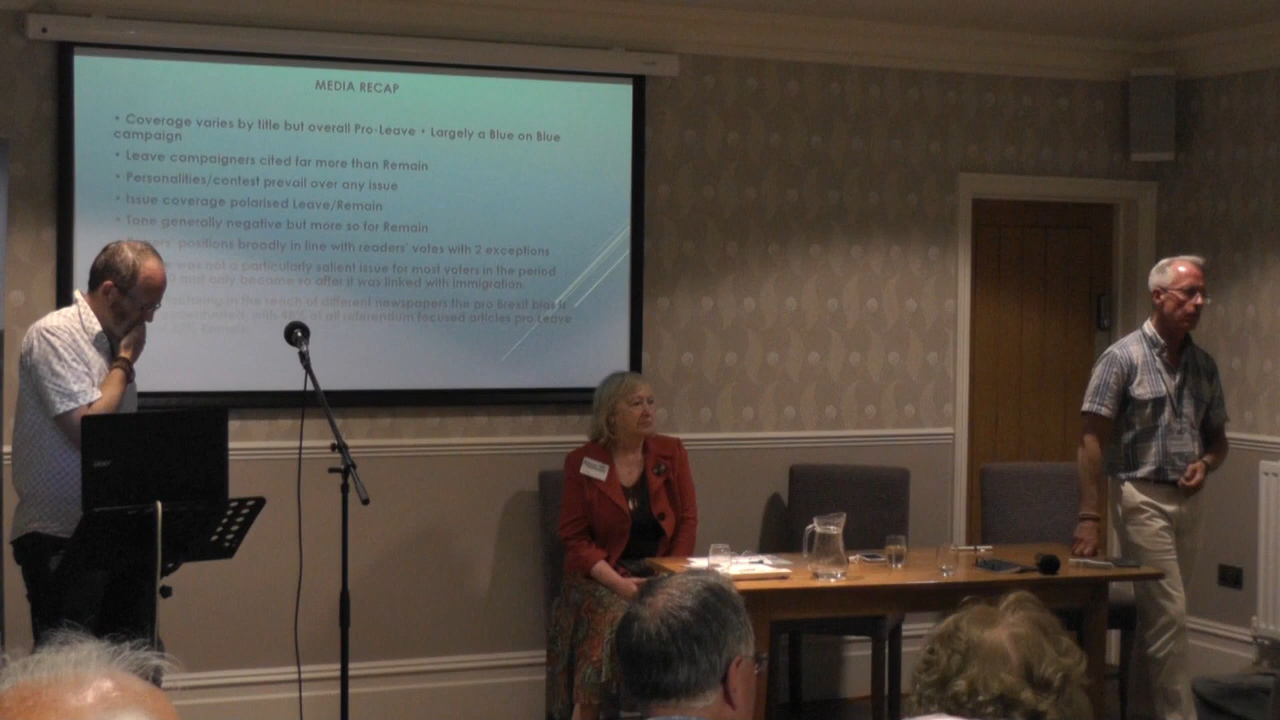 MEDIA RECAP
• Coverage varies by title but overall Pro-Leave • Largely a Blue on Blue
campaign
• Leave campaigners cited far more than Remain
• Personalities/contest prevail over any issue
• Issue coverage polarised Leave/Remain
• Tone generally negative but more so for Remain
positions broadly in line with readers' votes with 2 exceptions
was not a particularly salient issue for most voters in the period
and only became so after it was linked with immigration.
in the reach of different newspapers the pro Brexit bias is
with 48% of all referendum focused articles pro Leave